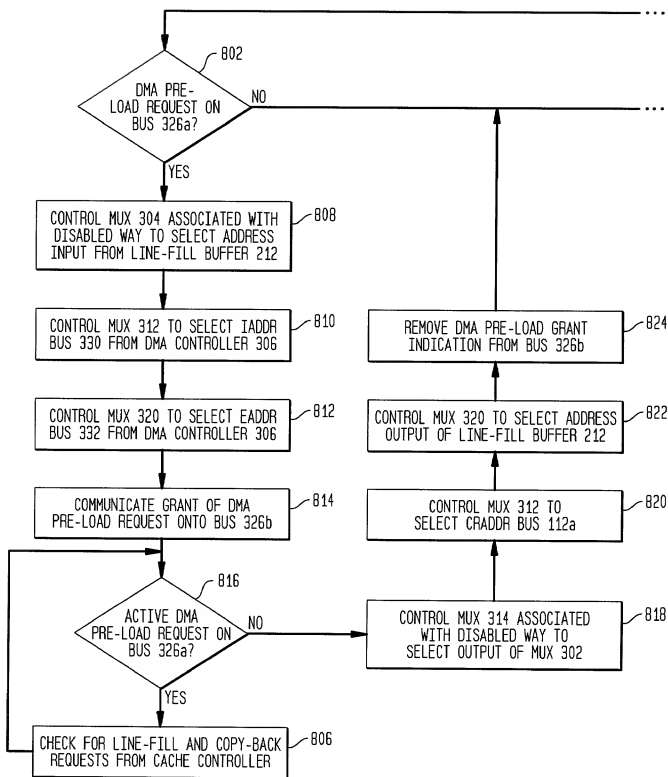 802
DMA PRE-
LOAD REQUEST ON
BUS 326a?
NO
YES
808
CONTROL MUX 304 ASSOCIATED WITH
DISABLED WAY TO SELECT ADDRESS
INPUT FROM LINE-FILL BUFFER 212
810
CONTROL MUX 312 TO SELECT IADDR
BUS 330 FROM DMA CONTROLLER 306
812
CONTROL MUX 320 TO SELECT EADDR
BUS 332 FROM DMA CONTROLLER 306
814
COMMUNICATE GRANT OF DMA
PRE-LOAD REQUEST ONTO BUS 326b
816
ACTIVE DMA
PRE-LOAD REQUEST ON
BUS 326a?
NO
YES
806
CHECK FOR LINE-FILL AND COPY-BACK
REQUESTS FROM CACHE CONTROLLER
818
CONTROL MUX 314 ASSOCIATED
WITH DISABLED WAY TO
SELECT OUTPUT OF MUX 302
820
CONTROL MUX 312 TO
SELECT CRADDR BUS 112a
822
CONTROL MUX 320 TO SELECT ADDRESS
OUTPUT OF LINE-FILL BUFFER 212
824
REMOVE DMA PRE-LOAD GRANT
INDICATION FROM BUS 326b